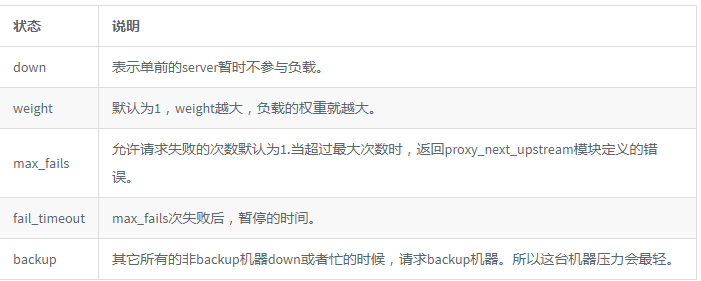 状态 说明
down 表示单前的server暂时不参与负载。
weight 默认为1，weight越大，负载的权重就越大。
允许请求失败的次数默认为1.当超过最大次数时，返回proxy_next_upstream模块定义的错
max_fails
误。
fail_timeout max_fails次失败后，暂停的时间。
backup 其它所有的非backup机器down或者忙的时候，请求backup机器。所以这台机器压力会最轻。